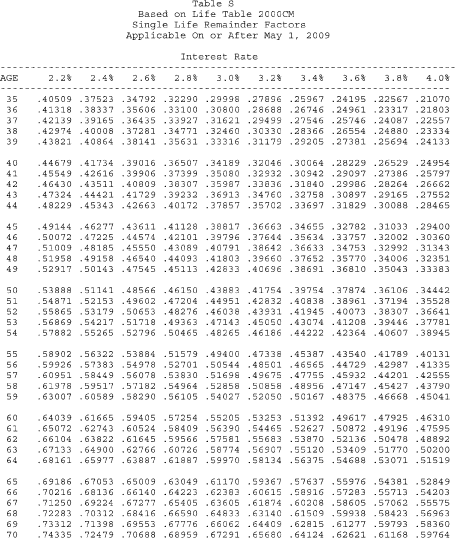 Table S
Based on Life Table 2000CM
Single Life Remainder Factors
Applicable On or After May 1, 2009
Interest Rate
AGE 2.2% 2.4% 2.6% 2.8% 3.0% 3.2% 3.4% 3.6% 3.8% 4.0%
35 .40509 .37523 .34792 .32290 .29998 .27896 .25967 .24195 .22567 .21070
36 .41318 .38337 .35606 .33100 .30800 .28688 .26746 .24961 .23317 .21803
37 .42139 .39165 .36435 .33927 .31621 .29499 .27546 .25746 .24087 .22557
38 .42974 .40008 .37281 .34771 .32460 .30330 .28366 .26554 .24880 .23334
39 .43821 .40864 .38141 .35631 .33316 .31179 .29205 .27381 .25694 .24133
40 .44679 .41734 .39016 .36507 .34189 .32046 .30064 .28229 .26529 .24954
41 .45549 .42616 .39906 .37399 .35080 .32932 .30942 .29097 .27386 .25797
42 .46430 .43511 .40809 .38307 .35987 .33836 .31840 .29986 .28264 .26662
43 .47324 .44421 .41729 .39232 .36913 .34760 .32758 .30897 .29165 .27552
44 .48229 .45343 .42663 .40172 .37857 .35702 .33697 .31829 .30088 .28465
45 .49144 .46277 .43611 .41128 .38817 .36663 .34655 .32782 .31033 .29400
46 .50072 .47225 .44574 .42101 .39796 .37644 .35634 .33757 .32002 .30360
47 .51009 .48185 .45550 .43089 .40791 .38642 .36633 .34753 .32992 .31343
48 .51958 .49158 .46540 .44093 .41803 .39660 .37652 .35770 .34006 .32351
49 .52917 .50143 .47545 .45113 .42833 .40696 .38691 .36810 .35043 .33383
50 .53888 .51141 .48566 .46150 .43883 .41754 .39754 .37874 .36106 .34442
51 .54871 .52153 .49602 .47204 .44951 .42832 .40838 .38961 .37194 .35528
52 .55865 .53179 .50653 .48276 .46038 .43931 .41945 .40073 .38307 .36641
53 .56869 .54217 .51718 .49363 .47143 .45050 .43074 .41208 .39446 .37781
54 .57882 .55265 .52796 .50465 .48265 .46186 .44222 .42364 .40607 .38945
55 .58902 .56322 .53884 .51579 .49400 .47338 .45387 .43540 .41789 .40131
56 .59926 .57383 .54978 .52701 .50544 .48501 .46565 .44729 .42987 .41335
57 .60951 .58449 .56078 .53830 .51698 .49675 .47755 .45932 .44201 .42555
58 .61978 .59517 .57182 .54964 .52858 .50858 .48956 .47147 .45427 .43790
59 .63007 .60589 .58290 .56105 .54027 .52050 .50167 .48375 .46668 .45041
60 .64039 .61665 .59405 .57254 .55205 .53253 .51392 .49617 .47925 .46310
61 .65072 .62743 .60524 .58409 .56390 .54465 .52627 .50872 .49196 .47595
62 .66104 .63822 .61645 .59566 .57581 .55683 .53870 .52136 .50478 .48892
63 .67133 .64900 .62766 .60726 .58774 .56907 .55120 .53409 .51770 .50200
64 .68161 .65977 .63887 .61887 .59970 .58134 .56375 .54688 .53071 .51519
65 .69186 .67053 .65009 .63049 .61170 .59367 .57637 .55976 .54381 .52849
66 .70216 .68136 .66140 .64223 .62383 .60615 .58916 .57283 .55713 .54203
67 .71250 .69224 .67277 .65405 .63605 .61874 .60208 .58605 .57062 .55575
68 .72283 .70312 .68416 .66590 .64833 .63140 .61509 .59938 .58423 .56963
69 .73312 .71398 .69553 .67776 .66062 .64409 .62815 .61277 .59793 .58360
70 .74335 .72479 .70688 .68959 .67291 .65680 .64124 .62621 .61168 .59764